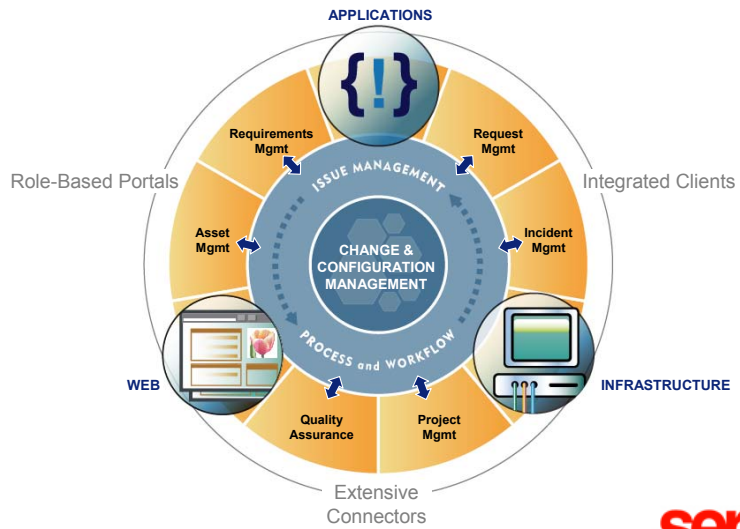 APPLICATIONS
{!}
Requirements
Mgmt
Request
Mgmt
ISSUE MANAGEMENT
Role-Based Portals
Integrated Clients
Asset
Mgmt
Incident
Mgmt
CHANGE &
CONFIGURATION
MANAGEMENT
PROCESS and WORKFLOW
WEB
INFRASTRUCTURE
Quality
Assurance
Project
Mgmt
Extensive
Connectors